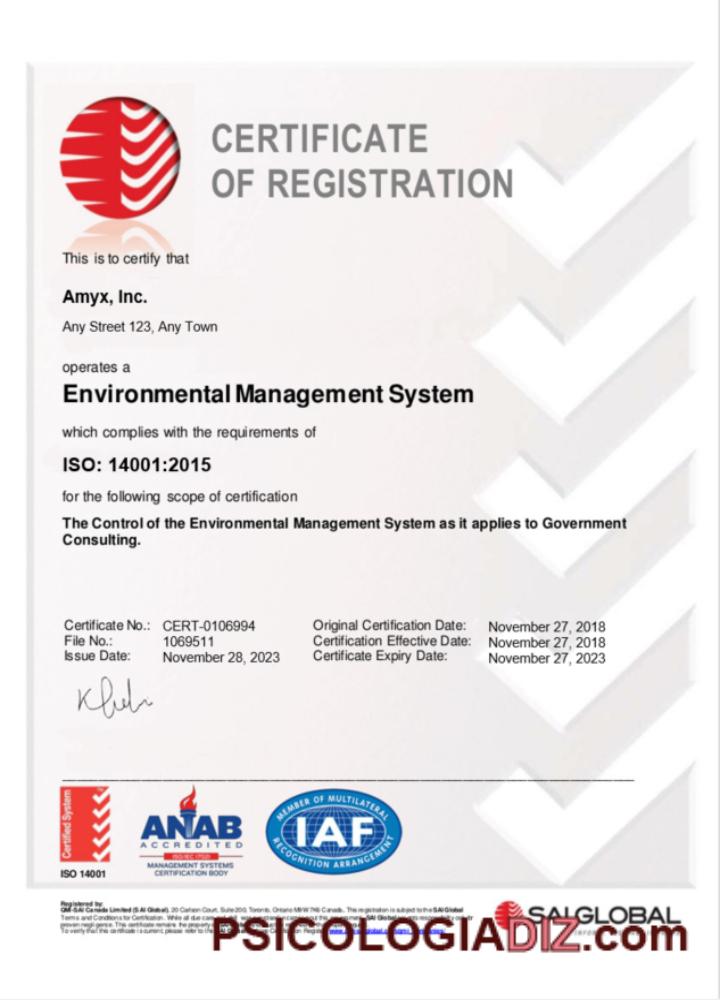 CERTIFICATE
OF REGISTRATION
This is to certify that
Amyx, Inc.
Any Street 123, Any Town
operates a
Environmental Management System
which complies with the requirements of
ISO: 14001:2015
for the following scope of certification
The Control of the Environmental Management System as it applies to Government
Consulting.
Certificate No.: CERT-0106994 Original Certification Date: November 27, 2018
File No.: 1069511 Certification Effective Date: November 27, 2018
Issue Date: November 28, 2023 Certificate Expiry Date: November 27, 2023
Certified System
ISO 14001
ANAB
ACCREDITED
ISO/IEC 17021
MANAGEMENT SYSTEMS
CERTIFICATION BODY
MEMBER OF MULTILATERAL
IAF
RECOGNITION ARRANGEMENT
Registered by:
QMI-SAI Canada Limited (SAI Global), 20 Carlson Court, Suite 200, Toronto, Ontario M9W 7K6 Canada. This registration is subject to the SAI Global
Terms and Conditions for Certification. While all due care and skill
proven negligence. This certificate remains the property
To verify that this certificate is current, please refer to the
SAI GLOBAL
PSICOLOGIADIZ.com